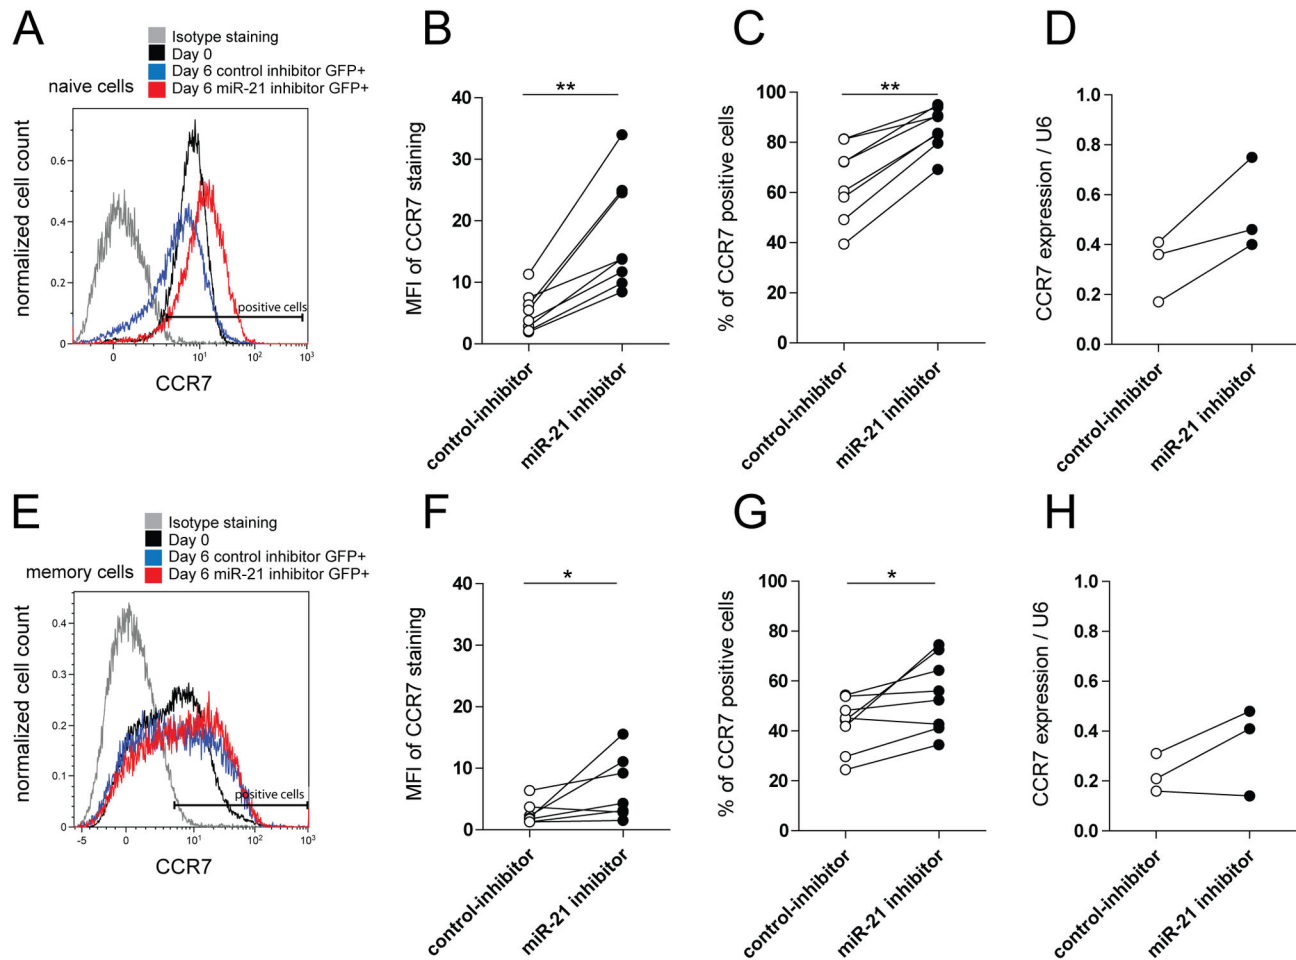 A
Isotype staining
Day 0
Day 6 control inhibitor GFP+
Day 6 miR-21 inhibitor GFP+
naive cells
normalized cell count
0.6
0.4
0.2
0
positive cells
0 10¹ 10² 10³
CCR7
B
**
MFI of CCR7 staining
40
30
20
10
0
control-inhibitor
miR-21 inhibitor
C
**
% of CCR7 positive cells
100
80
60
40
20
0
control-inhibitor
miR-21 inhibitor
D
CCR7 expression / U6
1.0
0.8
0.6
0.4
0.2
0.0
control-inhibitor
miR-21 inhibitor
E
Isotype staining
Day 0
Day 6 control inhibitor GFP+
Day 6 miR-21 inhibitor GFP+
memory cells
normalized cell count
0.4
0.3
0.2
0.1
0
positive cells
-5 0 10¹ 10² 10³
CCR7
F
*
MFI of CCR7 staining
40
30
20
10
0
control-inhibitor
miR-21 inhibitor
G
*
% of CCR7 positive cells
100
80
60
40
20
0
control-inhibitor
miR-21 inhibitor
H
CCR7 expression / U6
1.0
0.8
0.6
0.4
0.2
0.0
control-inhibitor
miR-21 inhibitor